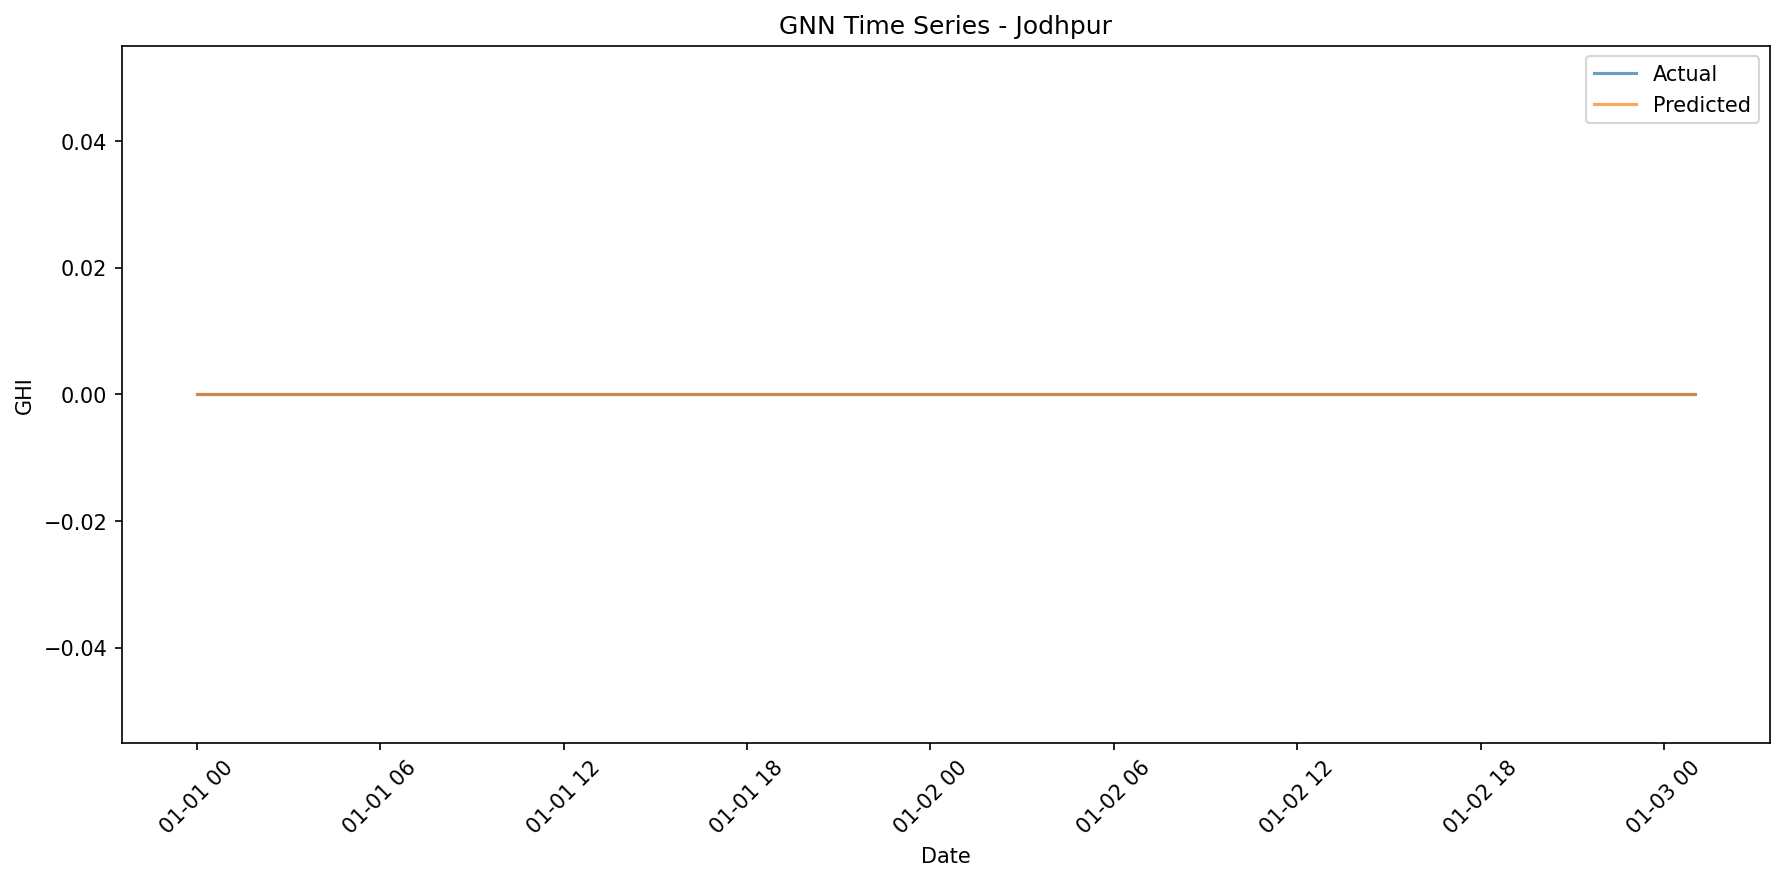 GNN Time Series - Jodhpur
Actual
Predicted
GHI
0.04
0.02
0.00
−0.02
−0.04
01-01 00
01-01 06
01-01 12
01-01 18
01-02 00
01-02 06
01-02 12
01-02 18
01-03 00
Date